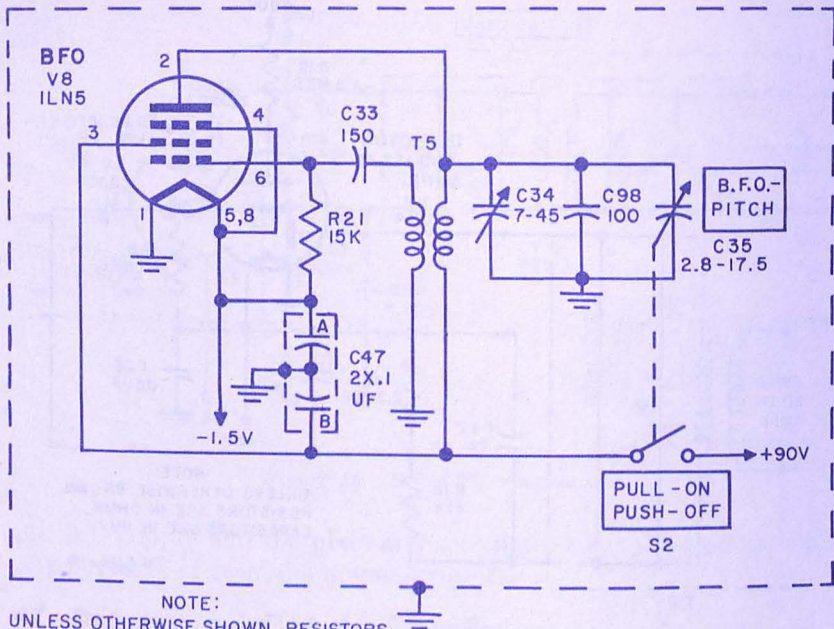 BFO
V8
1LN5
2
3
4
6
1
5,8
C33
150
T5
R21
15K
C34
7-45
C98
100
B.F.O.-
PITCH
C35
2.8-17.5
A
C47
2X.1
UF
B
-1.5V
+90V
PULL-ON
PUSH-OFF
S2
NOTE:
UNLESS OTHERWISE SHOWN, RESISTORS